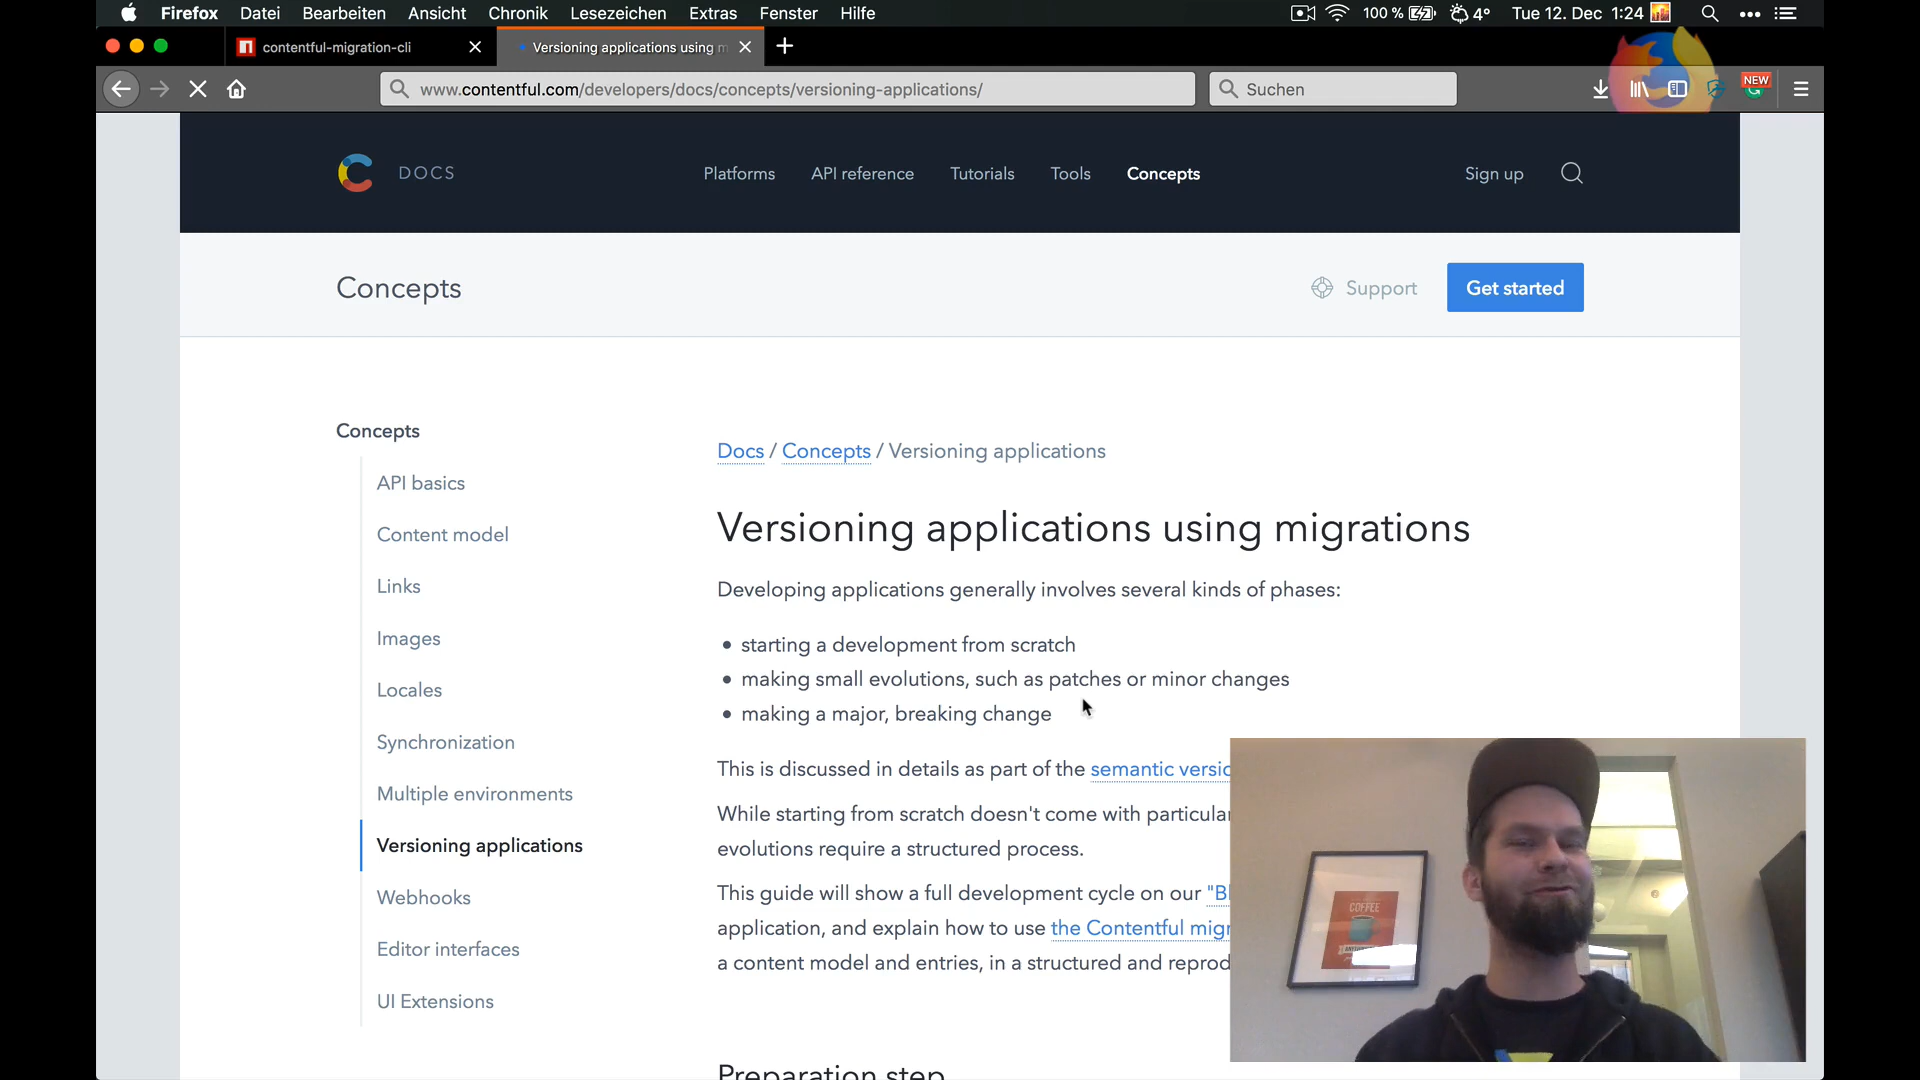 Firefox Datei Bearbeiten Ansicht Chronik Lesezeichen Extras Fenster Hilfe 100 % 4° Tue 12. Dec 1:24
contentful-migration-cli Versioning applications using m
www.contentful.com/developers/docs/concepts/versioning-applications/ Suchen NEW
DOCS Platforms API reference Tutorials Tools Concepts Sign up
Concepts Support Get started
Concepts
API basics
Content model
Links
Images
Locales
Synchronization
Multiple environments
Versioning applications
Webhooks
Editor interfaces
UI Extensions
Docs / Concepts / Versioning applications
Versioning applications using migrations
Developing applications generally involves several kinds of phases:
• starting a development from scratch
• making small evolutions, such as patches or minor changes
• making a major, breaking change
This is discussed in details as part of the semantic versio
While starting from scratch doesn't come with particular
evolutions require a structured process.
This guide will show a full development cycle on our "Bl
application, and explain how to use the Contentful migr
a content model and entries, in a structured and reprod
Preparation step
COFFEE